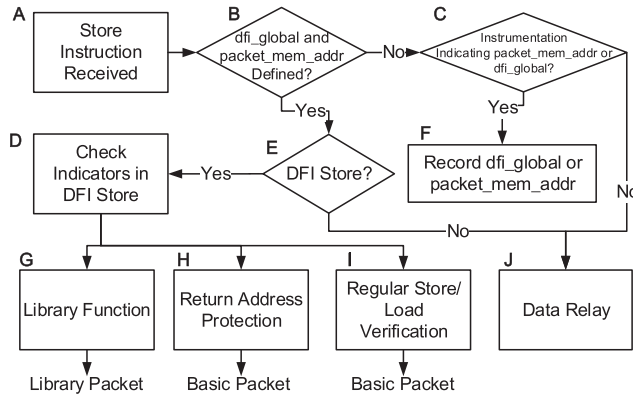 A
Store
Instruction
Received
B
dfi_global and
packet_mem_addr
Defined?
No
C
Instrumentation
Indicating packet_mem_addr or
dfi_global?
Yes
Yes
D
Check
Indicators in
DFI Store
Yes
E
DFI Store?
F
Record dfi_global or
packet_mem_addr
No
No
G
Library Function
H
Return Address
Protection
I
Regular Store/
Load
Verification
J
Data Relay
Library Packet
Basic Packet
Basic Packet